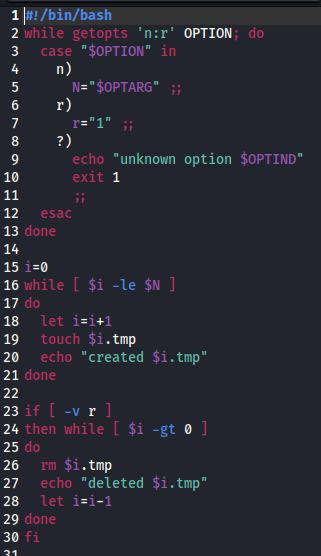 1 #!/bin/bash
2 while getopts 'n:r' OPTION; do
3   case "$OPTION" in
4     n)
5       N="$OPTARG" ;;
6     r)
7       r="1" ;;
8     ?)
9       echo "unknown option $OPTIND"
10       exit 1
11       ;;
12   esac
13 done
14
15 i=0
16 while [ $i -le $N ]
17 do
18   let i=i+1
19   touch $i.tmp
20   echo "created $i.tmp"
21 done
22
23 if [ -v r ]
24 then while [ $i -gt 0 ]
25 do
26   rm $i.tmp
27   echo "deleted $i.tmp"
28   let i=i-1
29 done
30 fi
31